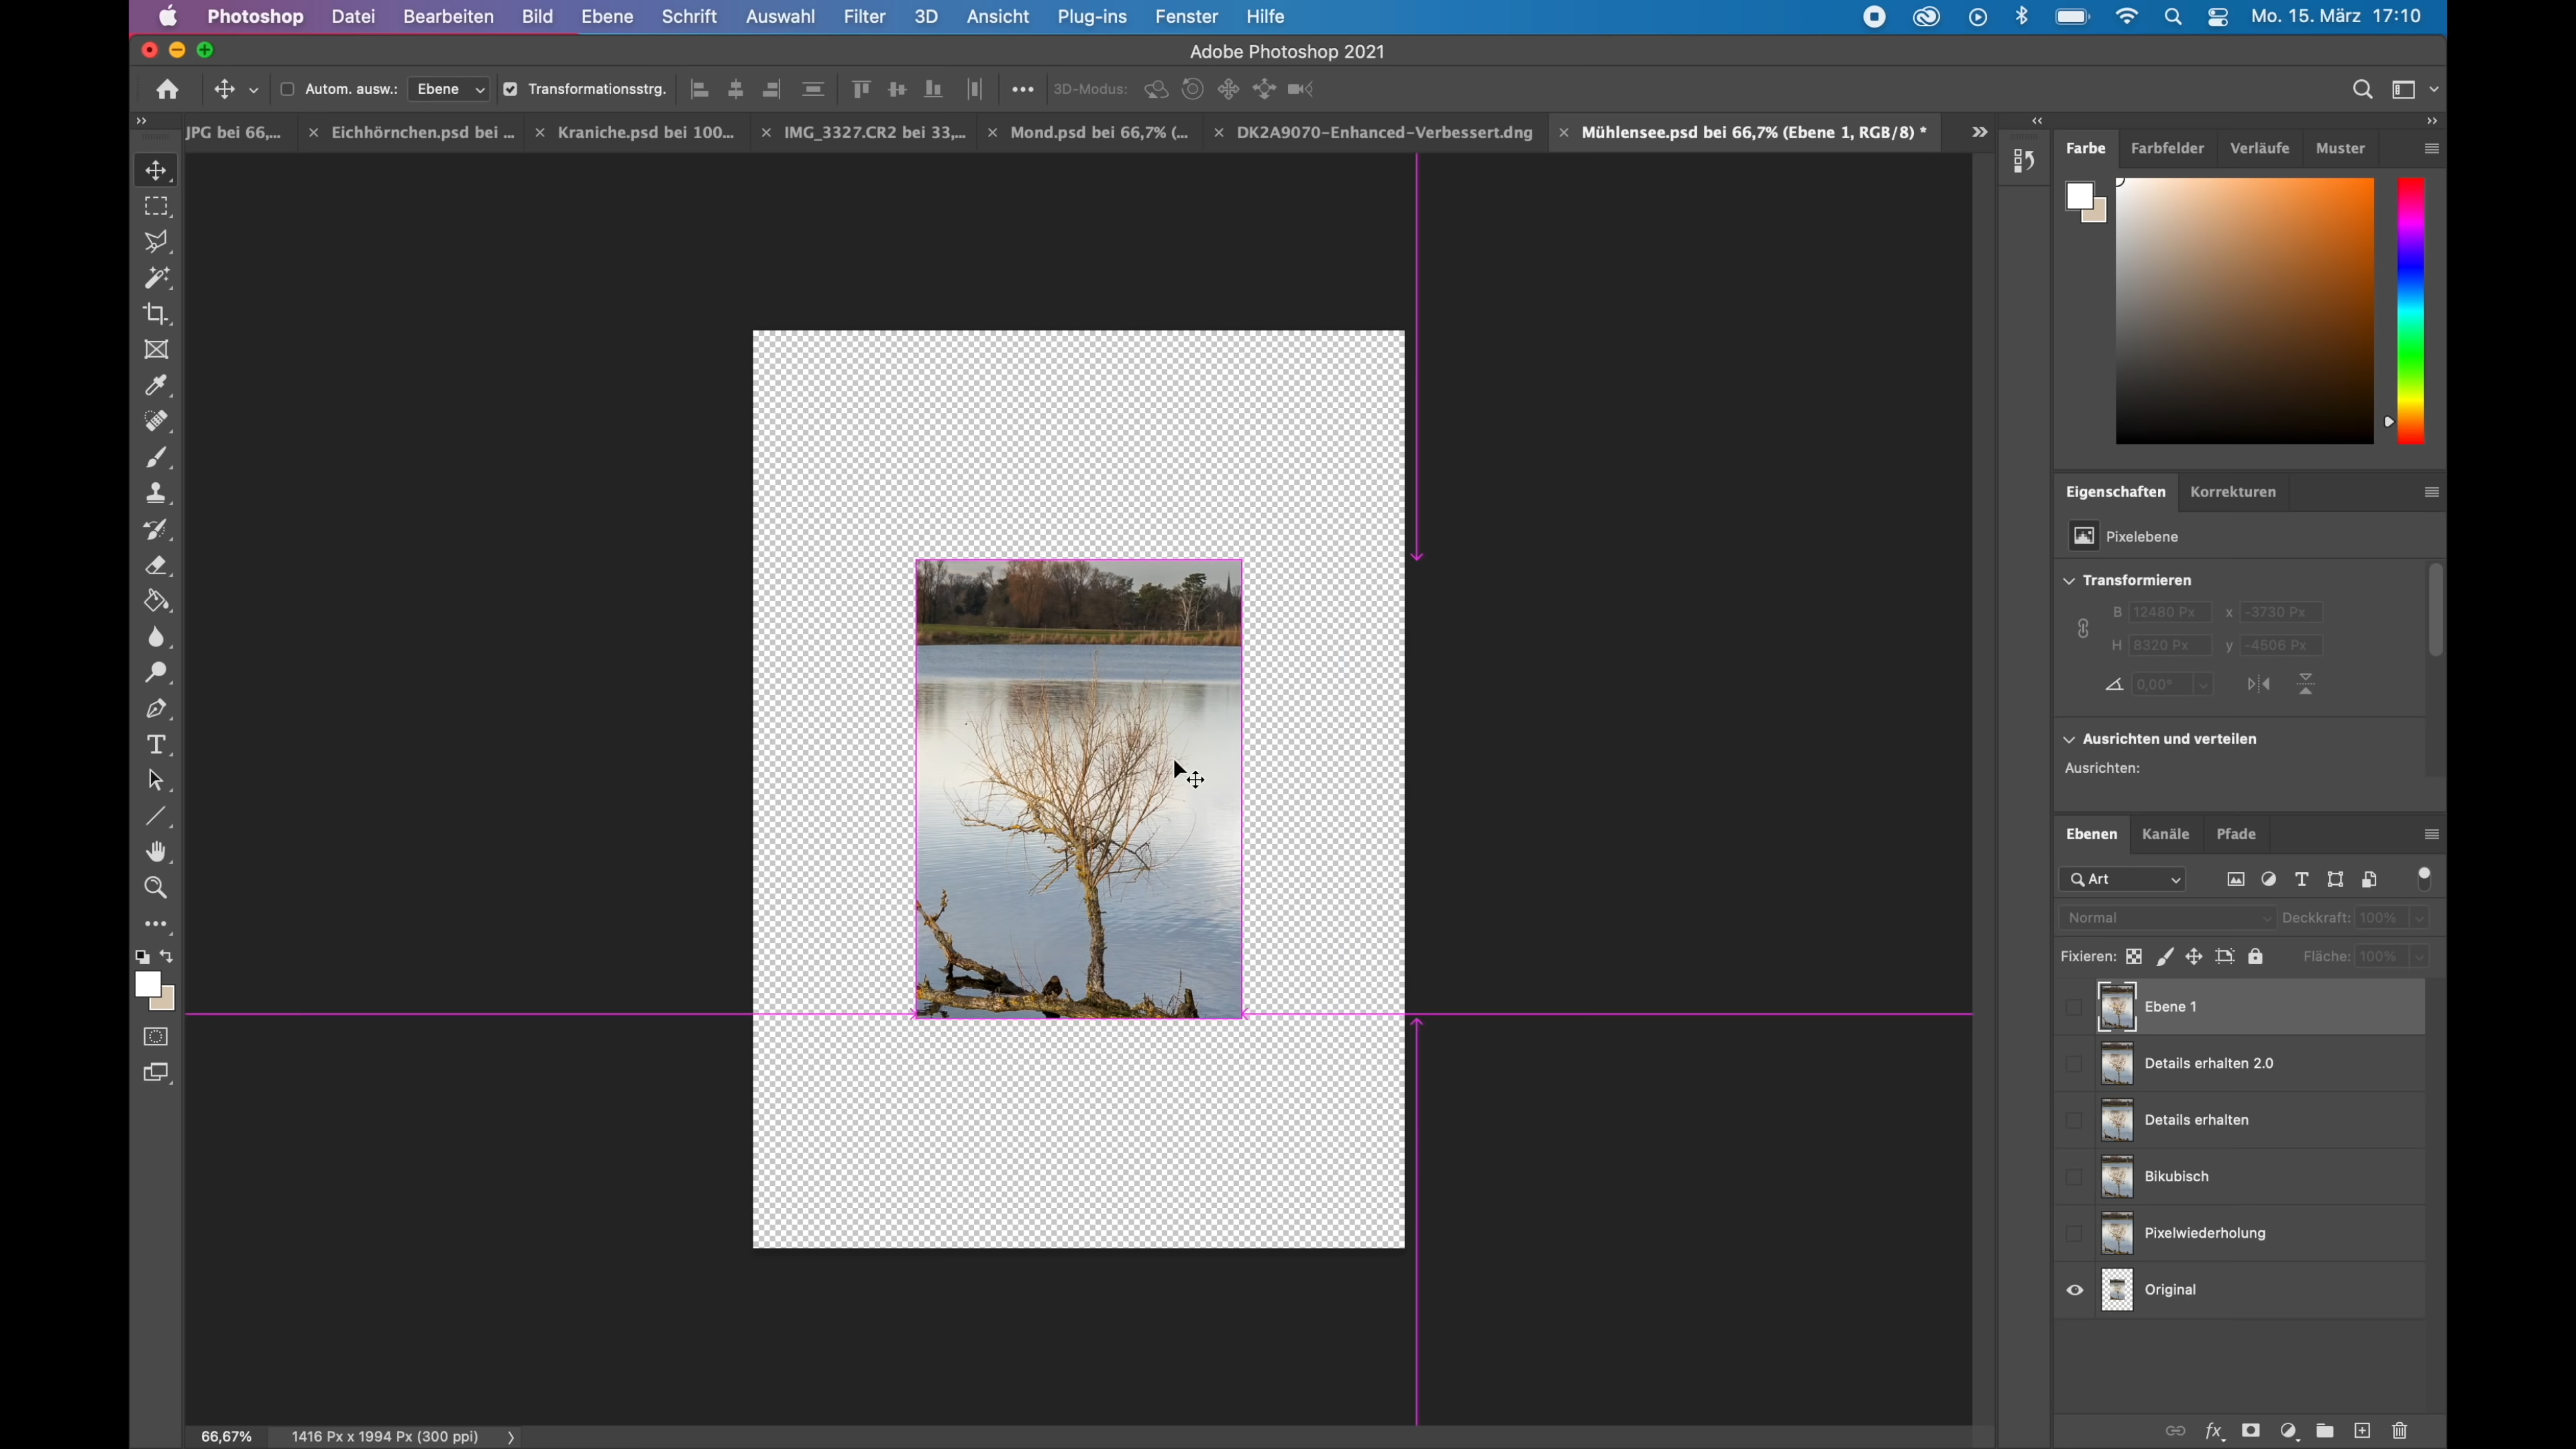 Photoshop Datei Bearbeiten Bild Ebene Schrift Auswahl Filter 3D Ansicht Plug-ins Fenster Hilfe Mo. 15. März 17:10
Adobe Photoshop 2021
Autom. ausw.: Ebene Transformationsstrg. 3D-Modus:
JPG bei 66,... Eichhörnchen.psd bei ... Kraniche.psd bei 100... IMG_3327.CR2 bei 33,... Mond.psd bei 66,7% (... DK2A9070-Enhanced-Verbessert.dng Mühlensee.psd bei 66,7% (Ebene 1, RGB/8) *
Farbe Farbfelder Verläufe Muster
Eigenschaften Korrekturen
Pixelebene
Transformieren
B 12480 Px x -3730 Px
H 8320 Px y -4506 Px
0,00°
Ausrichten und verteilen
Ausrichten:
Ebenen Kanäle Pfade
Art
Normal Deckkraft: 100%
Fixieren: Fläche: 100%
Ebene 1
Details erhalten 2.0
Details erhalten
Bikubisch
Pixelwiederholung
Original
fx
66,67% 1416 Px x 1994 Px (300 ppi)